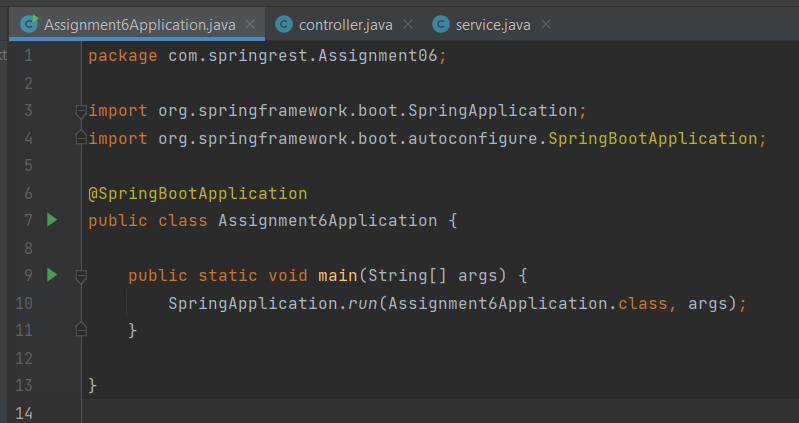 Assignment6Application.java controller.java service.java
1 package com.springrest.Assignment06;
2
3 import org.springframework.boot.SpringApplication;
4 import org.springframework.boot.autoconfigure.SpringBootApplication;
5
6 @SpringBootApplication
7 public class Assignment6Application {
8
9 public static void main(String[] args) {
10 SpringApplication.run(Assignment6Application.class, args);
11 }
12
13 }
14